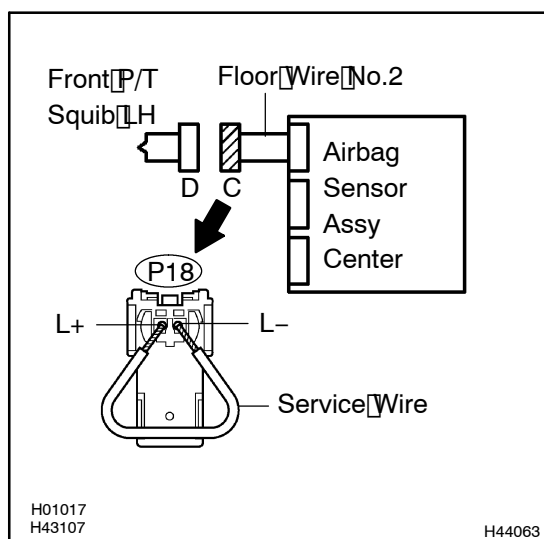 Front P/T
Squib LH
Floor Wire No.2
D
C
Airbag
Sensor
Assy
Center
P18
L+
L−
Service Wire
H01017
H43107
H44063